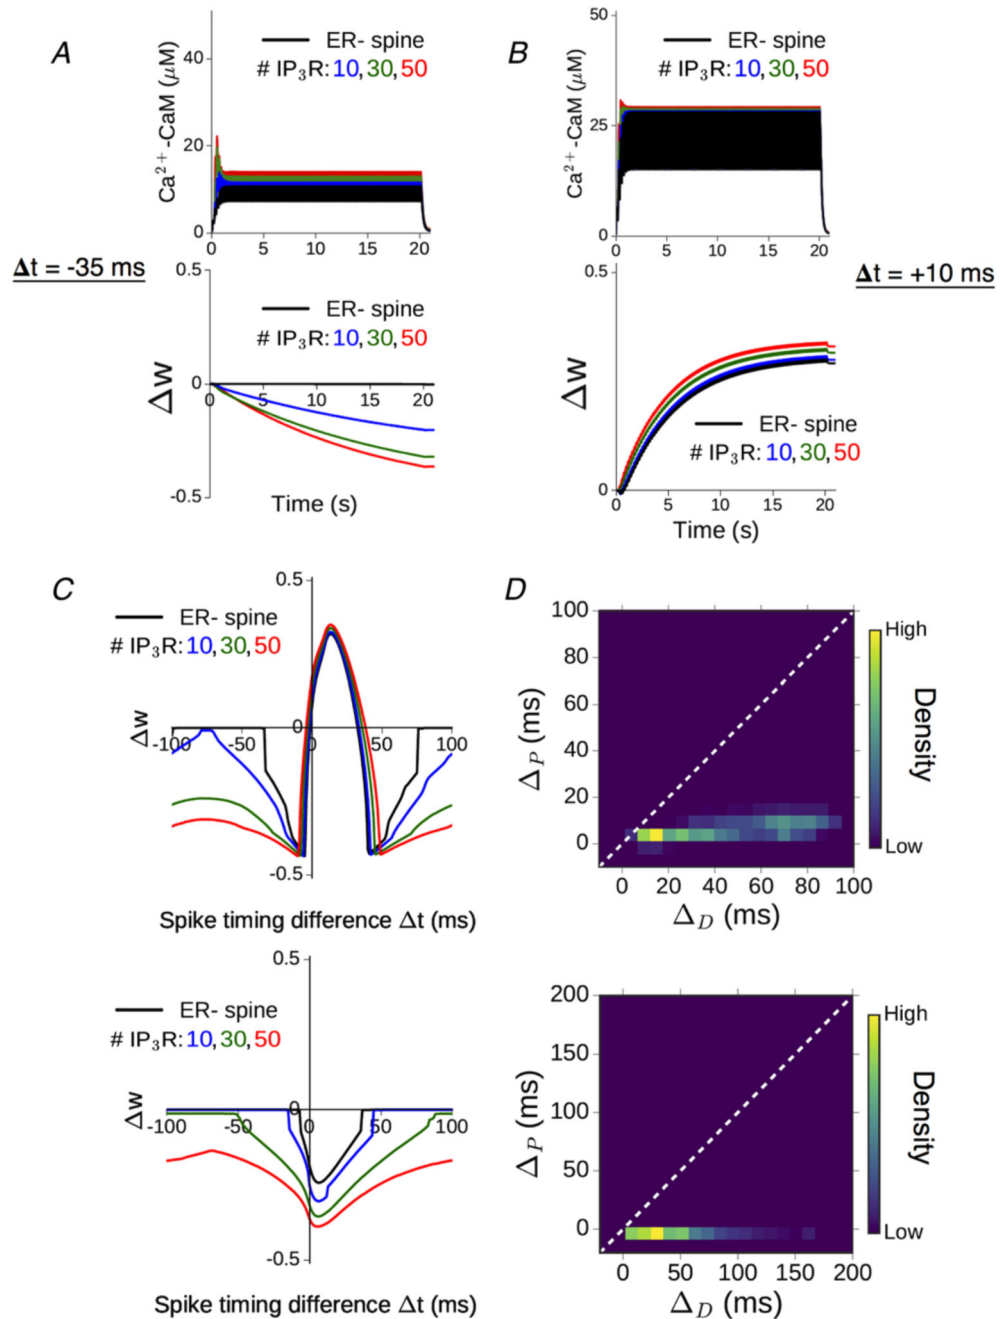 A
Ca2+-CaM (μM)
ER- spine
# IP3R: 10, 30, 50
40
20
0
0 5 10 15 20
B
Ca2+-CaM (μM)
ER- spine
# IP3R: 10, 30, 50
50
25
0
0 5 10 15 20
Δt = -35 ms
Δt = +10 ms
Δw
0.5
ER- spine
# IP3R: 10, 30, 50
0
0 5 10 15 20
-0.5
Time (s)
Δw
0.5
ER- spine
# IP3R: 10, 30, 50
0
0 5 10 15 20
Time (s)
C
0.5
ER- spine
# IP3R: 10, 30, 50
Δw
0
-100 -50 0 50 100
-0.5
Spike timing difference Δt (ms)
D
ΔP (ms)
100
80
60
40
20
0
0 20 40 60 80 100
ΔD (ms)
High
Density
Low
0.5
ER- spine
# IP3R: 10, 30, 50
Δw
0
-100 -50 0 50 100
-0.5
Spike timing difference Δt (ms)
ΔP (ms)
200
150
100
50
0
0 50 100 150 200
ΔD (ms)
High
Density
Low